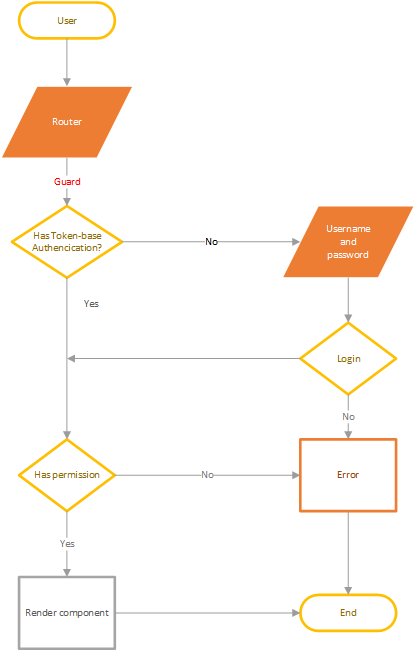 User
Router
Guard
Has Token-base
Authencication?
No
Username
and
password
Yes
Login
No
Has permission
No
Error
Yes
Render component
End